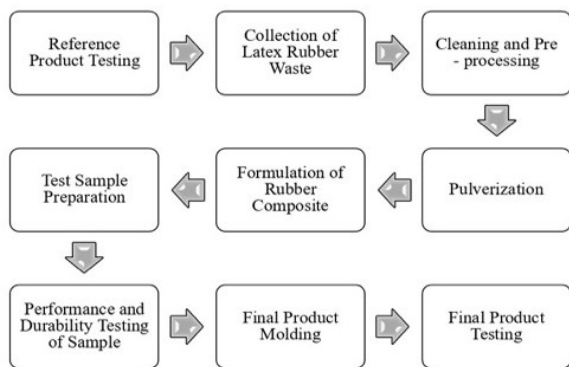 Reference
Product Testing
Collection of
Latex Rubber
Waste
Cleaning and Pre
- processing
Pulverization
Formulation of
Rubber
Composite
Test Sample
Preparation
Performance and
Durability Testing
of Sample
Final Product
Molding
Final Product
Testing